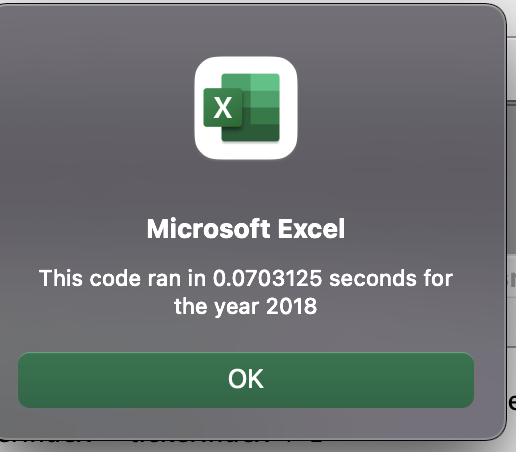 X
Microsoft Excel
This code ran in 0.0703125 seconds for
the year 2018
OK